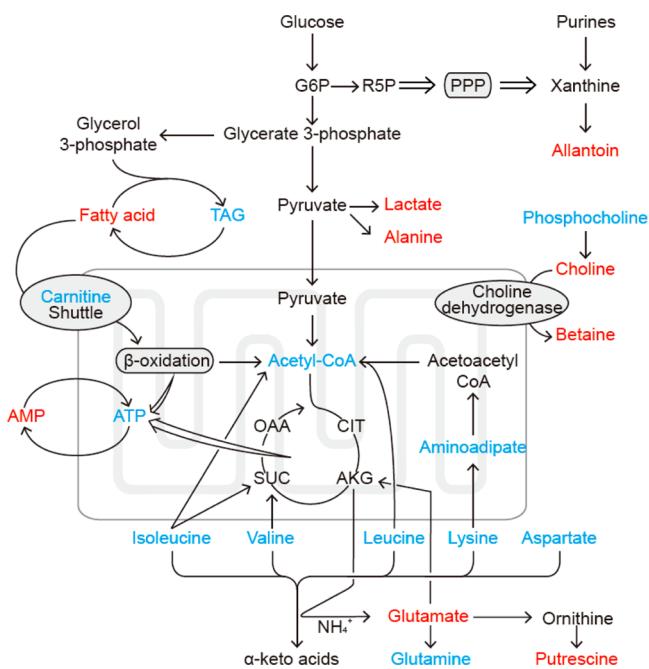 Glucose
Purines
G6P
R5P
PPP
Xanthine
Glycerol
3-phosphate
Glycerate 3-phosphate
Allantoin
Fatty acid
TAG
Pyruvate
Lactate
Alanine
Phosphocholine
Choline
Carnitine
Shuttle
Pyruvate
Choline
dehydrogenase
Betaine
β-oxidation
Acetyl-CoA
Acetoacetyl
CoA
AMP
ATP
OAA
CIT
Aminoadipate
SUC
AKG
Isoleucine
Valine
Leucine
Lysine
Aspartate
NH₄⁺
Glutamate
Ornithine
α-keto acids
Glutamine
Putrescine